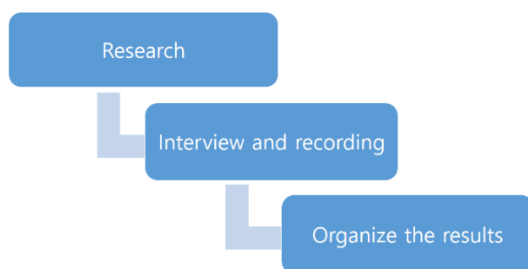 Research
Interview and recording
Organize the results